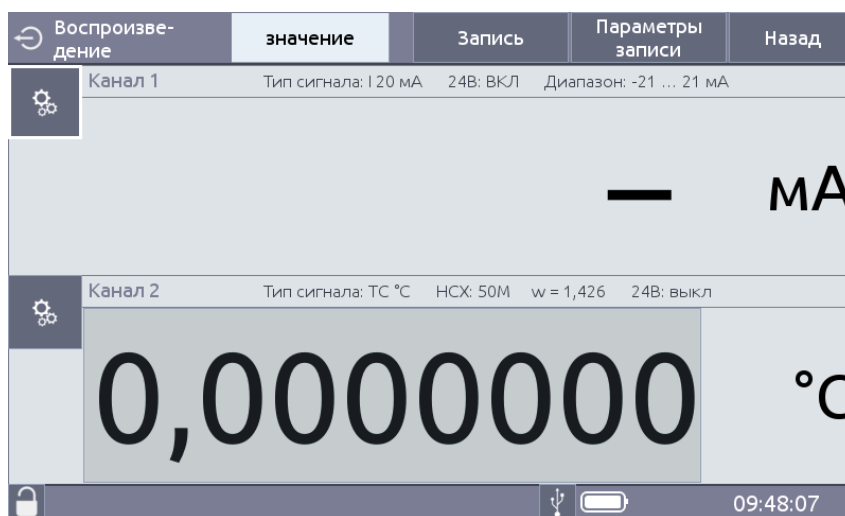 Воспроизве-
дение
значение
Запись
Параметры
записи
Назад
Канал 1 Тип сигнала: I 20 мА 24В: ВКЛ Диапазон: -21 ... 21 мА
– мА
Канал 2 Тип сигнала: ТС °С НСХ: 50М w = 1,426 24В: выкл
0,0000000 °С
09:48:07